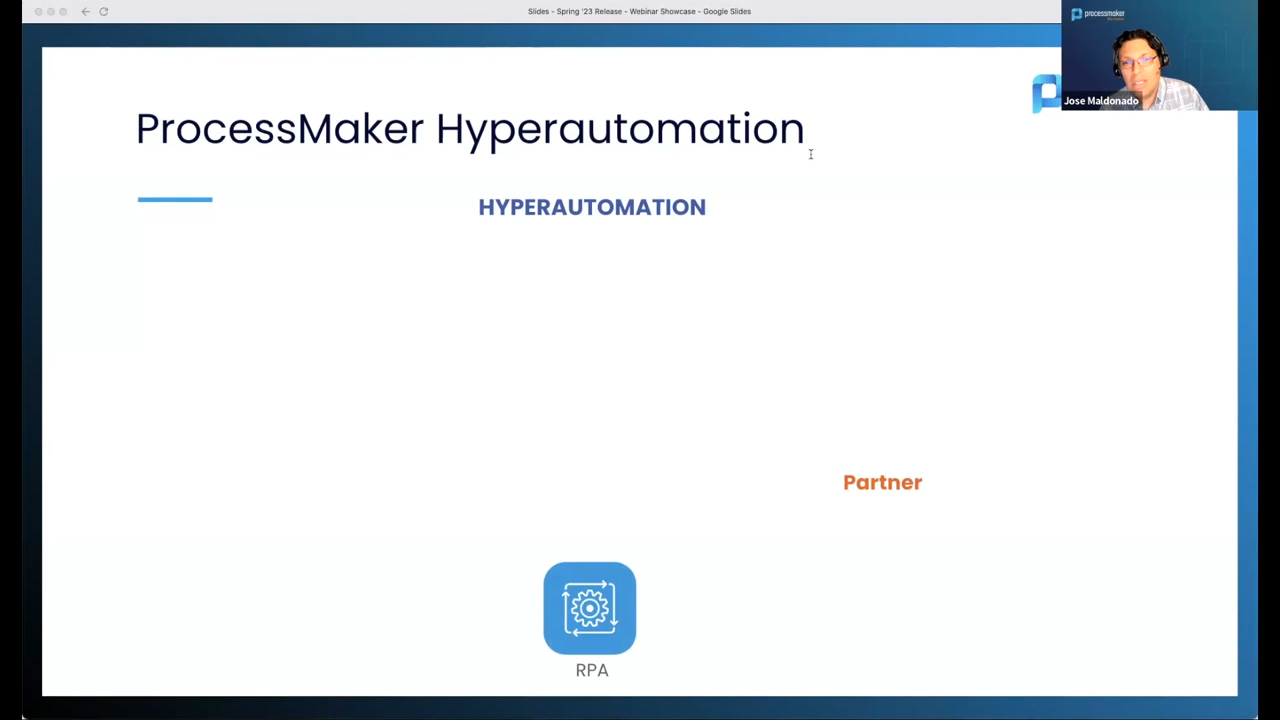 Slides - Spring '23 Release - Webinar Showcase - Google Slides
processmaker
Jose Maldonado
ProcessMaker Hyperautomation
HYPERAUTOMATION
Partner
RPA